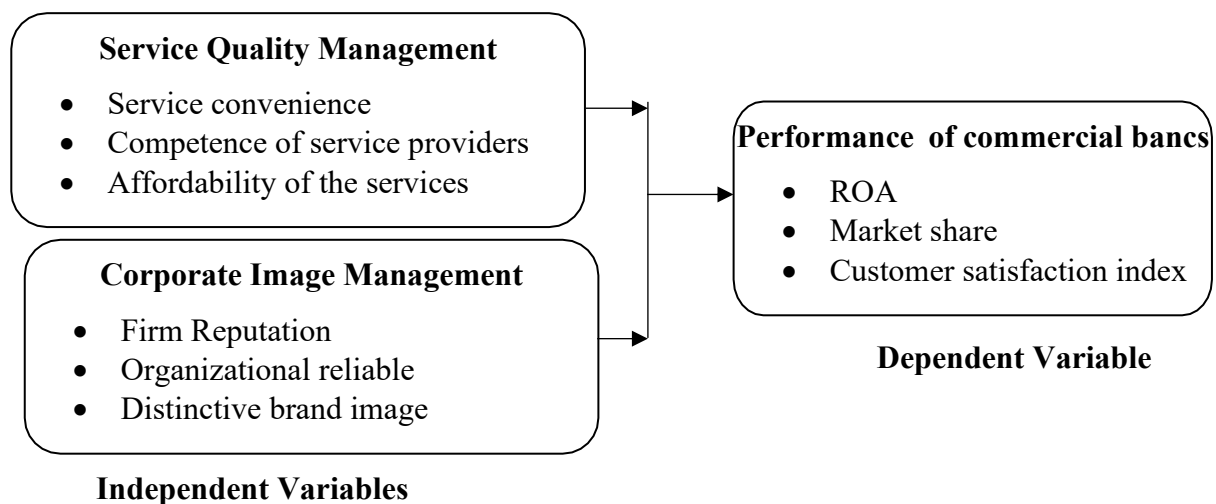 Service Quality Management
• Service convenience
• Competence of service providers
• Affordability of the services
Corporate Image Management
• Firm Reputation
• Organizational reliable
• Distinctive brand image
Independent Variables
Performance of commercial bancs
• ROA
• Market share
• Customer satisfaction index
Dependent Variable